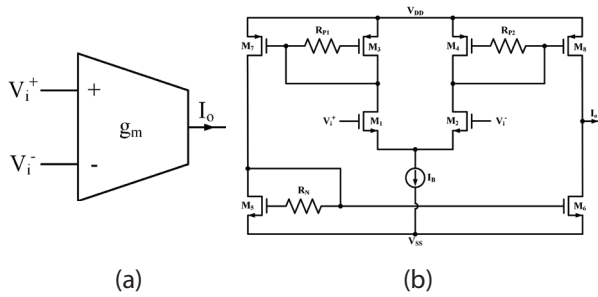 V_i^+
+
g_m
I_o
V_i^-
-
(a)
V_DD
M_7
R_P1
M_3
M_4
R_P2
M_8
V_i^+
M_1
M_2
V_i^-
I_o
I_B
M_5
R_N
M_6
V_SS
(b)